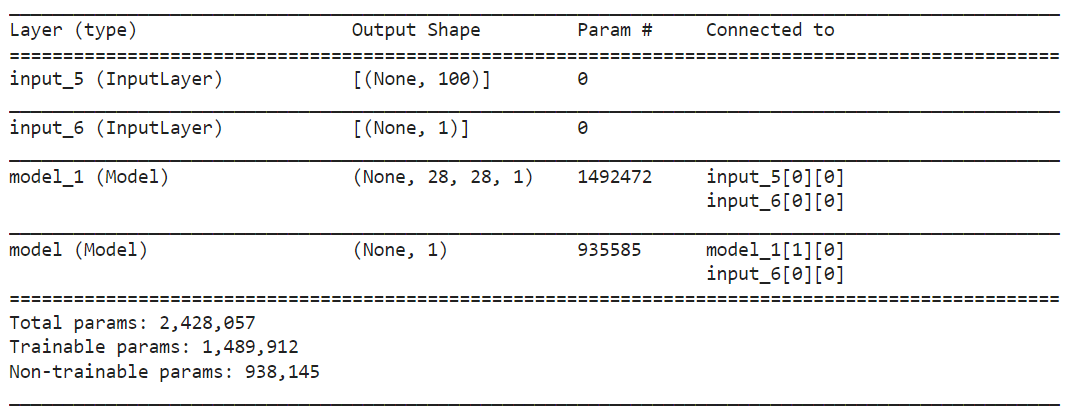 Layer (type) Output Shape Param # Connected to
input_5 (InputLayer) [(None, 100)] 0
input_6 (InputLayer) [(None, 1)] 0
model_1 (Model) (None, 28, 28, 1) 1492472 input_5[0][0]
input_6[0][0]
model (Model) (None, 1) 935585 model_1[1][0]
input_6[0][0]
Total params: 2,428,057
Trainable params: 1,489,912
Non-trainable params: 938,145